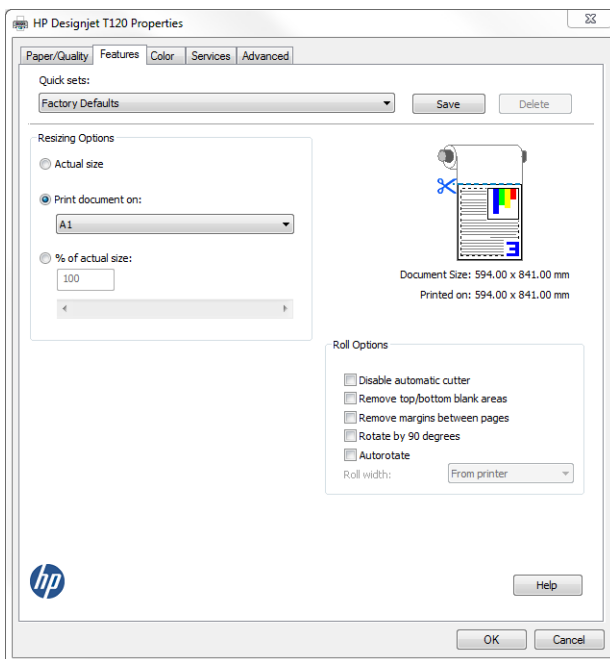 HP Designjet T120 Properties
Paper/Quality Features Color Services Advanced
Quick sets:
Factory Defaults Save Delete
Resizing Options
Actual size
Print document on:
A1
% of actual size:
100
3
Document Size: 594.00 x 841.00 mm
Printed on: 594.00 x 841.00 mm
Roll Options
Disable automatic cutter
Remove top/bottom blank areas
Remove margins between pages
Rotate by 90 degrees
Autorotate
Roll width: From printer
hp
Help
OK Cancel